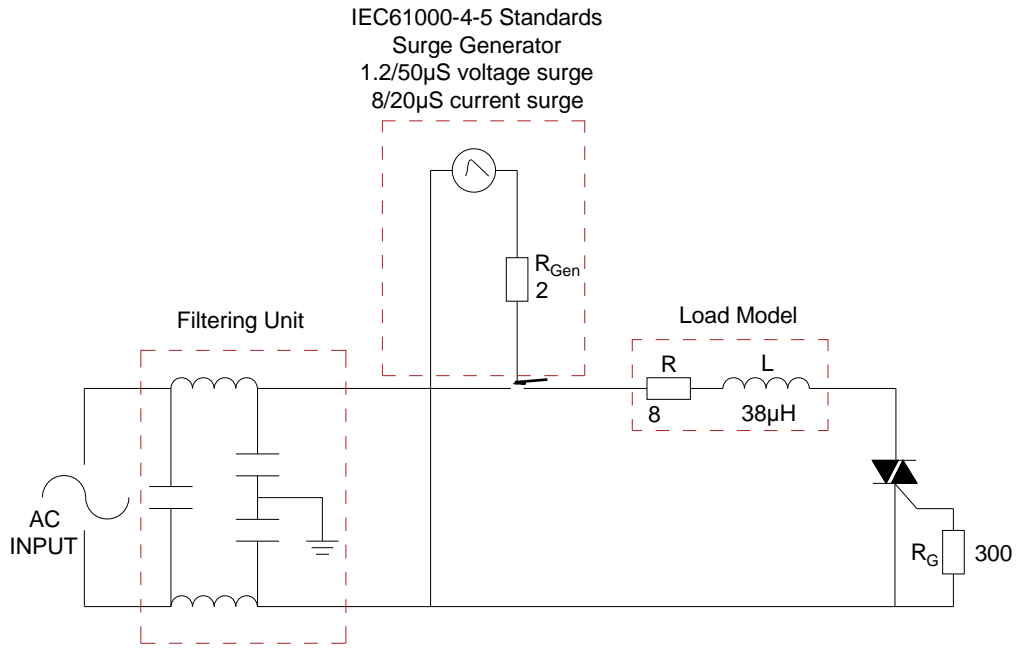 IEC61000-4-5 Standards
Surge Generator
1.2/50µS voltage surge
8/20µS current surge
RGen
2
Filtering Unit
Load Model
R
L
8
38µH
AC
INPUT
RG
300